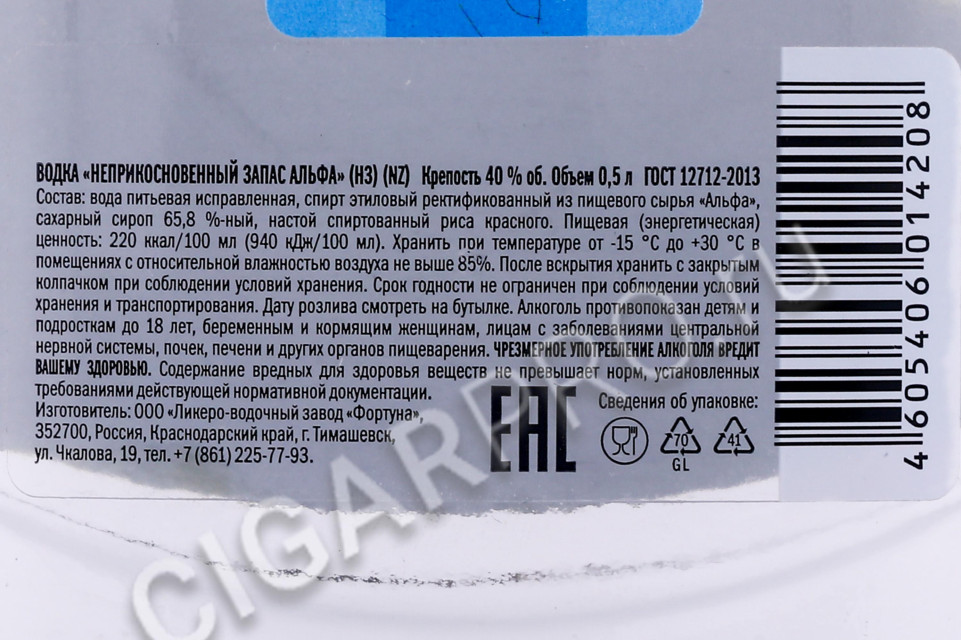 ВОДКА «НЕПРИКОСНОВЕННЫЙ ЗАПАС АЛЬФА» (НЗ) (NZ) Крепость 40 % об. Объем 0,5 л ГОСТ 12712-2013
Состав: вода питьевая исправленная, спирт этиловый ректификованный из пищевого сырья «Альфа»,
сахарный сироп 65,8 %-ный, настой спиртованный риса красного. Пищевая (энергетическая)
ценность: 220 ккал/100 мл (940 кДж/100 мл). Хранить при температуре от -15 °С до +30 °С в
помещениях с относительной влажностью воздуха не выше 85%. После вскрытия хранить с закрытым
колпачком при соблюдении условий хранения. Срок годности не ограничен при соблюдении условий
хранения и транспортирования. Дату розлива смотреть на бутылке. Алкоголь противопоказан детям и
подросткам до 18 лет, беременным и кормящим женщинам, лицам с заболеваниями центральной
нервной системы, почек, печени и других органов пищеварения. ЧРЕЗМЕРНОЕ УПОТРЕБЛЕНИЕ АЛКОГОЛЯ ВРЕДИТ
ВАШЕМУ ЗДОРОВЬЮ. Содержание вредных для здоровья веществ не превышает норм, установленных
требованиями действующей нормативной документации.
Изготовитель: ООО «Ликеро-водочный завод «Фортуна»,
352700, Россия, Краснодарский край, г. Тимашевск,
ул. Чкалова, 19, тел. +7 (861) 225-77-93.
EAC
Сведения об упаковке:
70
GL
41
4 605406 014208
CIGARPRO.ru